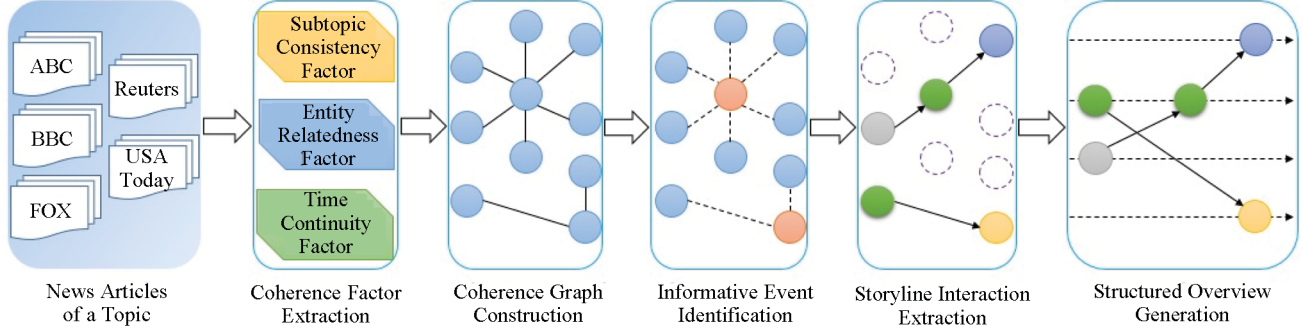 ABC
Reuters
BBC
USA
Today
FOX
News Articles
of a Topic
Subtopic
Consistency
Factor
Entity
Relatedness
Factor
Time
Continuity
Factor
Coherence Factor
Extraction
Coherence Graph
Construction
Informative Event
Identification
Storyline Interaction
Extraction
Structured Overview
Generation